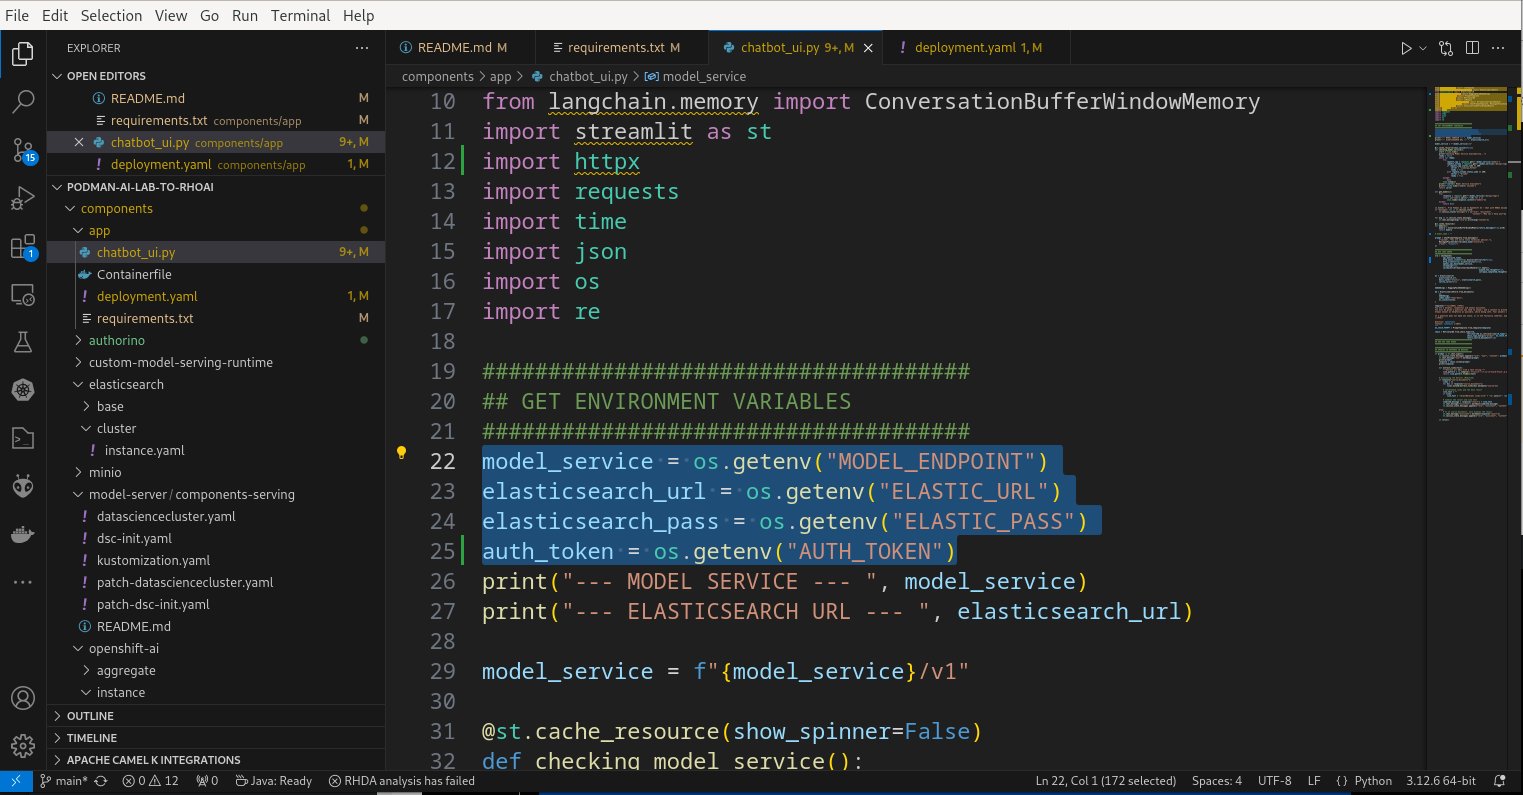 File Edit Selection View Go Run Terminal Help
EXPLORER
OPEN EDITORS
README.md M
requirements.txt components/app M
chatbot_ui.py components/app 9+, M
deployment.yaml components/app 1, M
PODMAN-AI-LAB-TO-RHOAI
components
app
chatbot_ui.py 9+, M
Containerfile
deployment.yaml 1, M
requirements.txt M
authorino
custom-model-serving-runtime
elasticsearch
base
cluster
instance.yaml
minio
model-server / components-serving
datasciencecluster.yaml
dsc-init.yaml
kustomization.yaml
patch-datasciencecluster.yaml
patch-dsc-init.yaml
README.md
openshift-ai
aggregate
instance
OUTLINE
TIMELINE
APACHE CAMEL K INTEGRATIONS
15
1
README.md M requirements.txt M chatbot_ui.py 9+, M deployment.yaml 1, M
components > app > chatbot_ui.py > model_service
10 from langchain.memory import ConversationBufferWindowMemory
11 import streamlit as st
12 import httpx
13 import requests
14 import time
15 import json
16 import os
17 import re
18
19 #####################################
20 ## GET ENVIRONMENT VARIABLES
21 #####################################
22 model_service = os.getenv("MODEL_ENDPOINT")
23 elasticsearch_url = os.getenv("ELASTIC_URL")
24 elasticsearch_pass = os.getenv("ELASTIC_PASS")
25 auth_token = os.getenv("AUTH_TOKEN")
26 print("--- MODEL SERVICE --- ", model_service)
27 print("--- ELASTICSEARCH URL --- ", elasticsearch_url)
28
29 model_service = f"{model_service}/v1"
30
31 @st.cache_resource(show_spinner=False)
32 def checking_model_service():
main* 0 12 0 Java: Ready RHDA analysis has failed Ln 22, Col 1 (172 selected) Spaces: 4 UTF-8 LF { } Python 3.12.6 64-bit